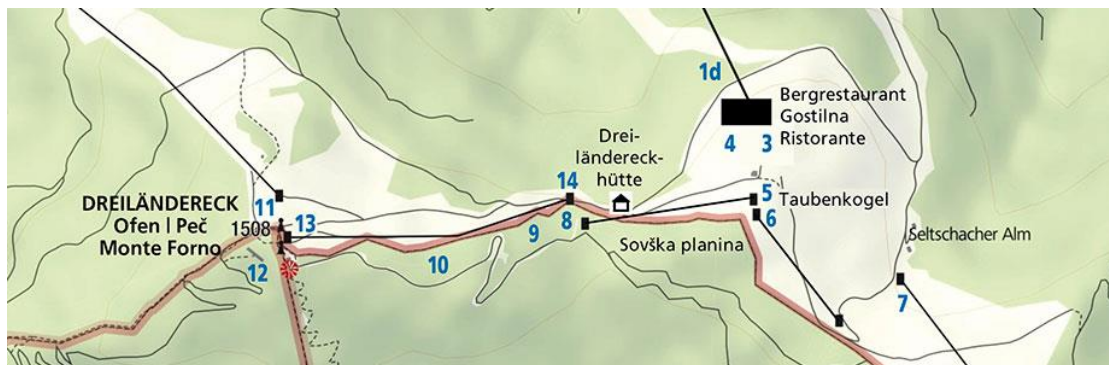 1d
Bergrestaurant
Gostilna
Ristorante
4
3
Drei-
ländereck-
hütte
14
5
Taubenkogel
6
11
DREILÄNDERECK
Ofen | Peč
Monte Forno
1508
13
8
9
Sovška planina
Seltschacher Alm
10
12
7